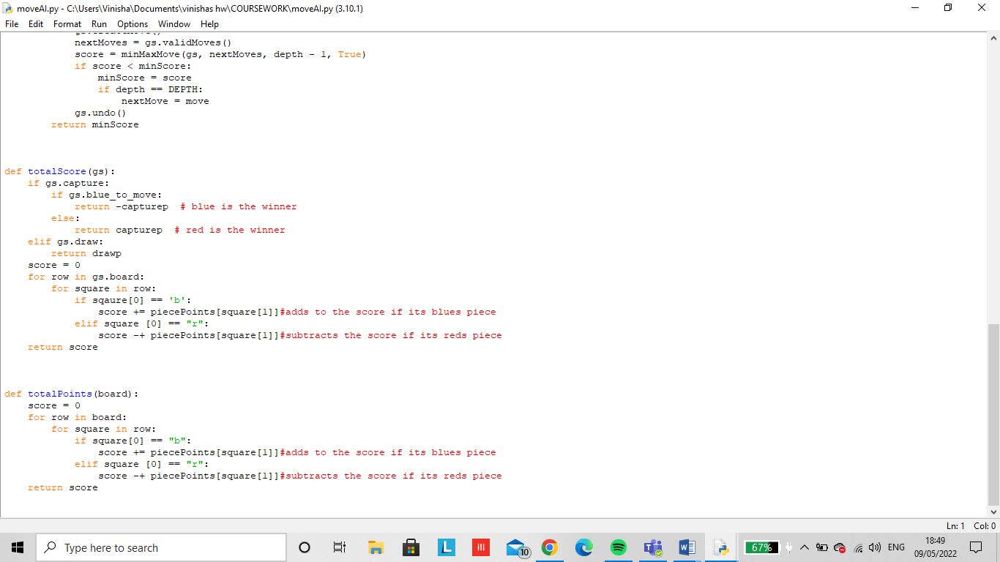 moveAI.py - C:\Users\Vinisha\Documents\vinishas hw\COURSEWORK\moveAI.py (3.10.1)
File Edit Format Run Options Window Help
            nextMoves = gs.validMoves()
            score = minMaxMove(gs, nextMoves, depth - 1, True)
            if score < minScore:
                minScore = score
                if depth == DEPTH:
                    nextMove = move
            gs.undo()
        return minScore
def totalScore(gs):
    if gs.capture:
        if gs.blue_to_move:
            return -capturep  # blue is the winner
        else:
            return capturep  # red is the winner
    elif gs.draw:
        return drawp
    score = 0
    for row in gs.board:
        for square in row:
            if sqaure[0] == 'b':
                score += piecePoints[square[1]]#adds to the score if its blues piece
            elif square [0] == "r":
                score -+ piecePoints[square[1]]#subtracts the score if its reds piece
    return score
def totalPoints(board):
    score = 0
    for row in board:
        for square in row:
            if square[0] == "b":
                score += piecePoints[square[1]]#adds to the score if its blues piece
            elif square [0] == "r":
                score -+ piecePoints[square[1]]#subtracts the score if its reds piece
    return score
Ln: 1 Col: 0
Type here to search
L
10
W
67%
ENG
18:49
09/05/2022